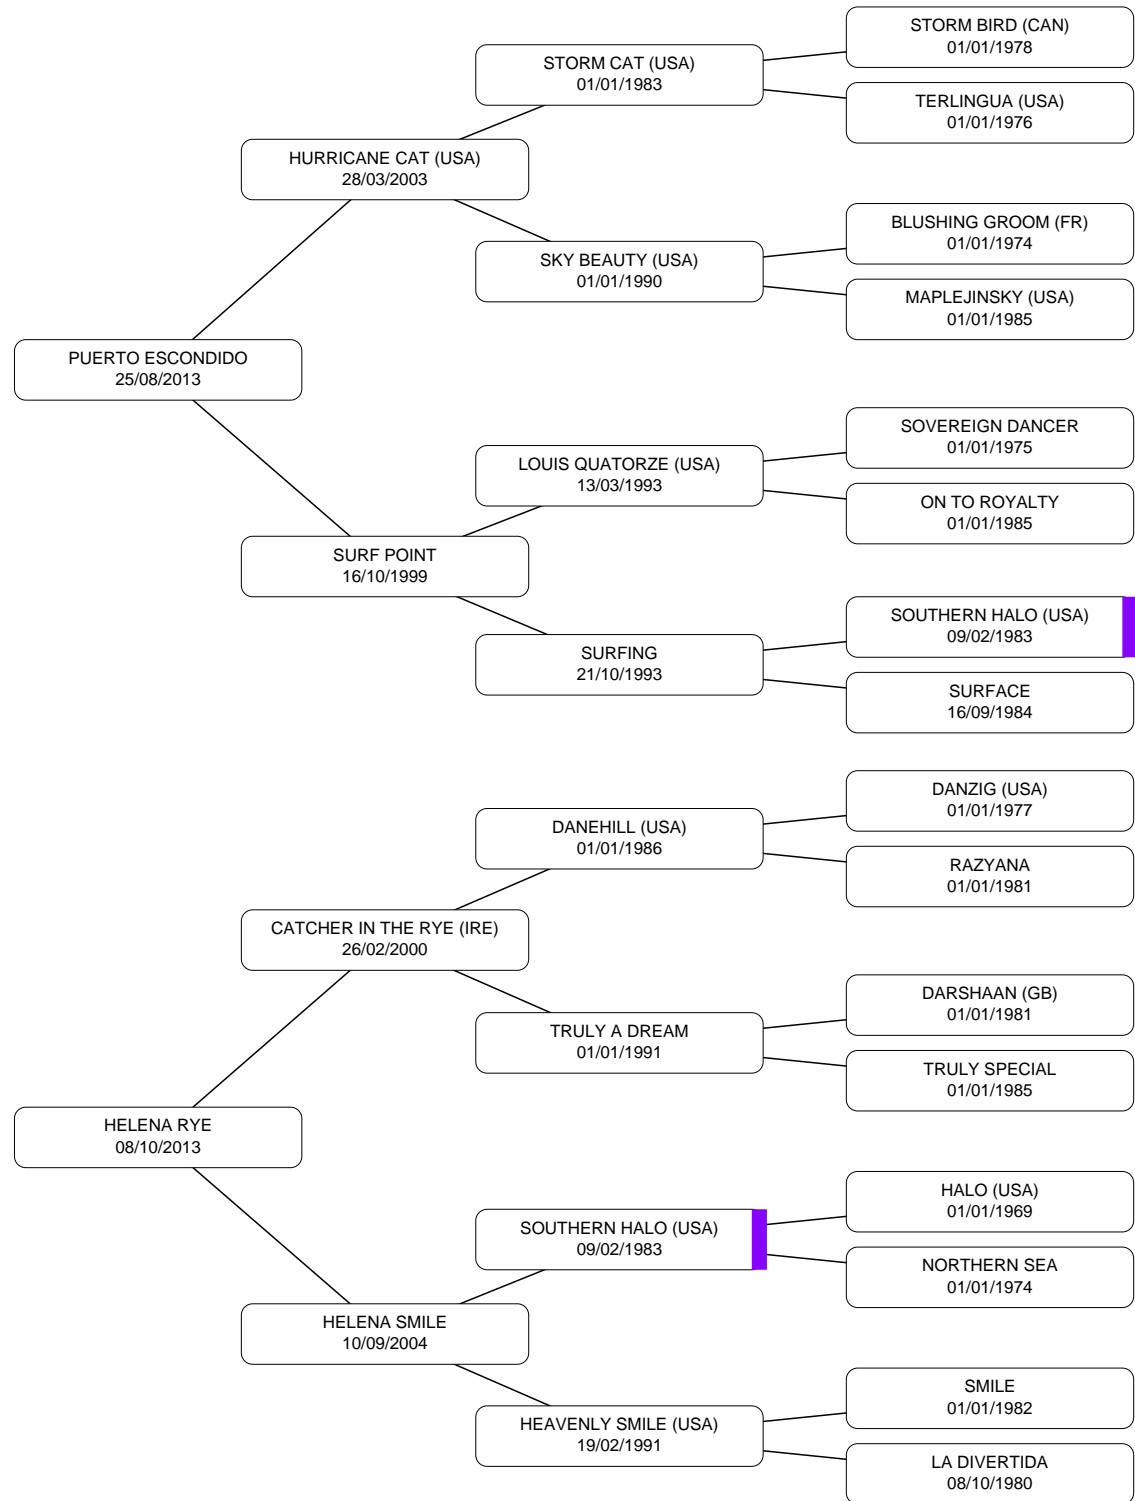 STORM BIRD (CAN)
01/01/1978
STORM CAT (USA)
01/01/1983
TERLINGUA (USA)
01/01/1976
HURRICANE CAT (USA)
28/03/2003
BLUSHING GROOM (FR)
01/01/1974
SKY BEAUTY (USA)
01/01/1990
MAPLEJINSKY (USA)
01/01/1985
PUERTO ESCONDIDO
25/08/2013
SOVEREIGN DANCER
01/01/1975
LOUIS QUATORZE (USA)
13/03/1993
ON TO ROYALTY
01/01/1985
SURF POINT
16/10/1999
SOUTHERN HALO (USA)
09/02/1983
SURFING
21/10/1993
SURFACE
16/09/1984
DANZIG (USA)
01/01/1977
DANEHILL (USA)
01/01/1986
RAZYANA
01/01/1981
CATCHER IN THE RYE (IRE)
26/02/2000
DARSHAAN (GB)
01/01/1981
TRULY A DREAM
01/01/1991
TRULY SPECIAL
01/01/1985
HELENA RYE
08/10/2013
HALO (USA)
01/01/1969
SOUTHERN HALO (USA)
09/02/1983
NORTHERN SEA
01/01/1974
HELENA SMILE
10/09/2004
SMILE
01/01/1982
HEAVENLY SMILE (USA)
19/02/1991
LA DIVERTIDA
08/10/1980